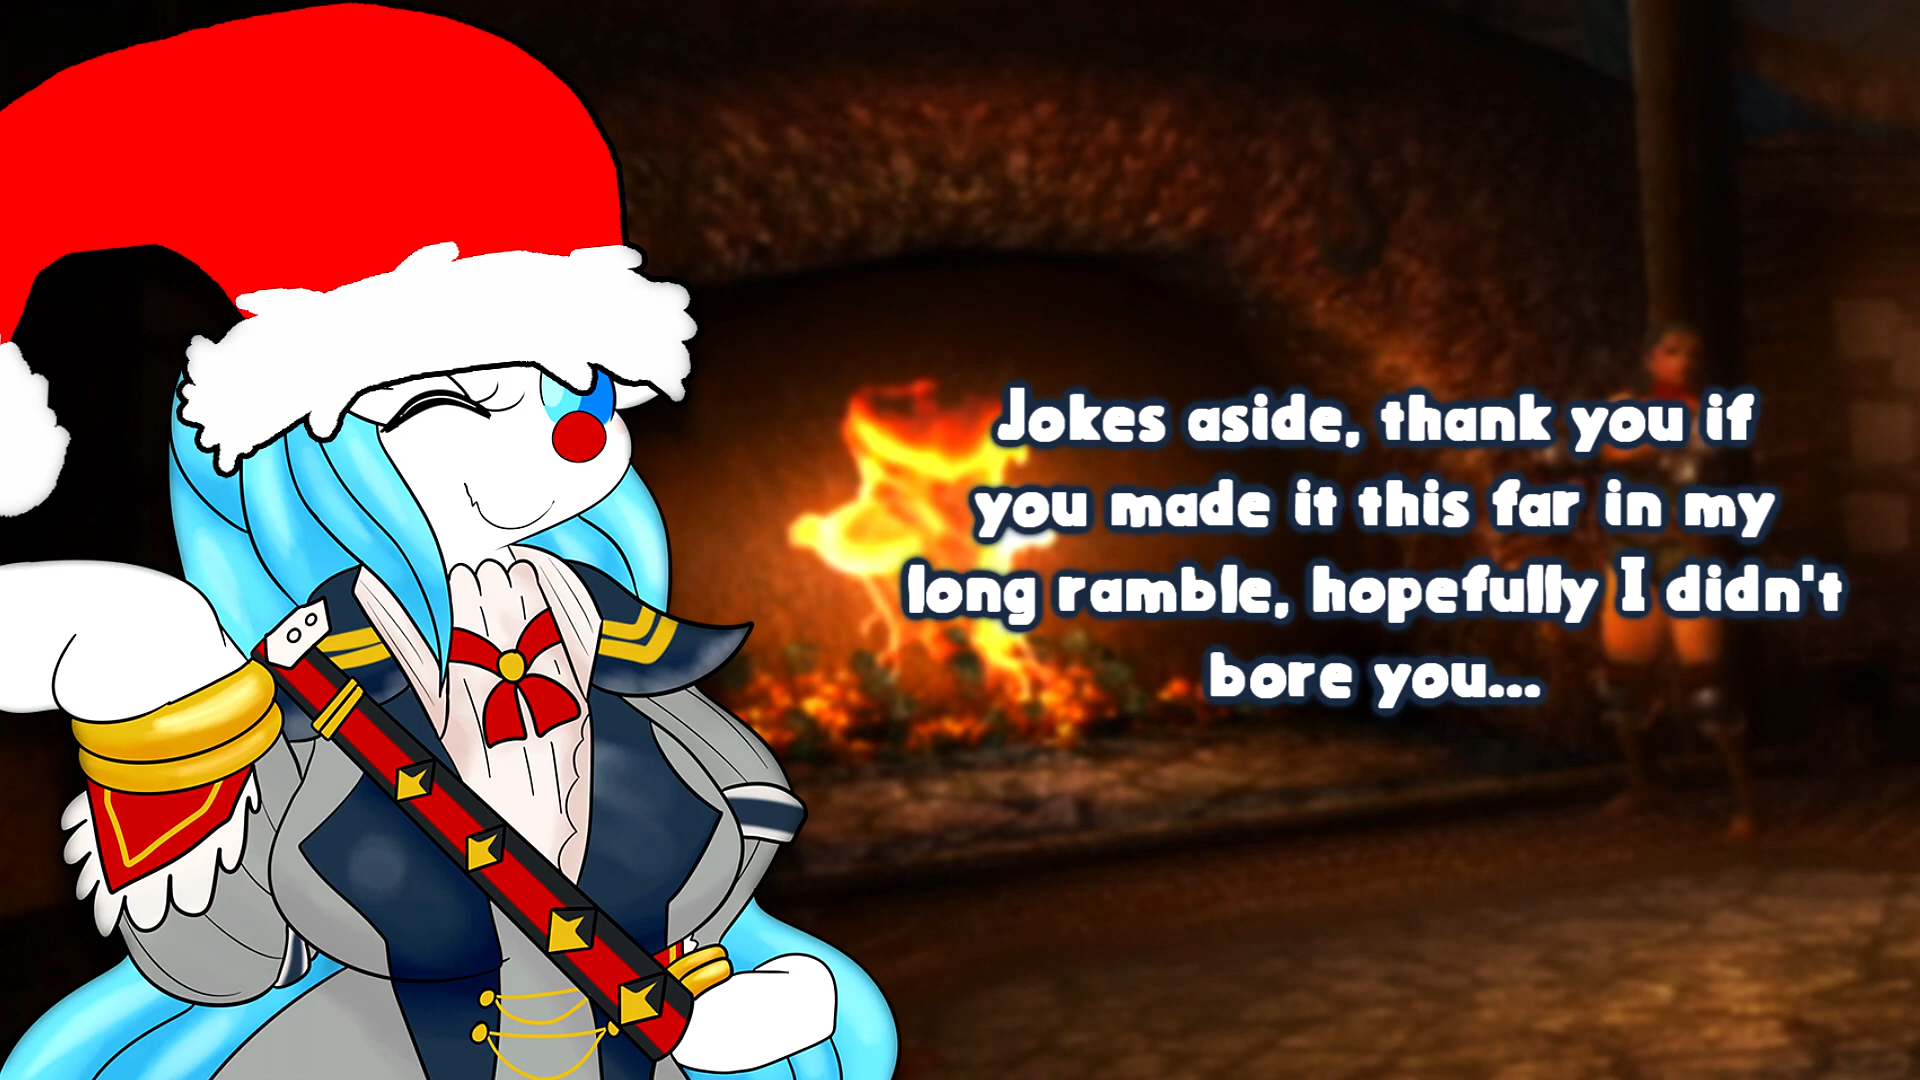 Jokes aside, thank you if
you made it this far in my
long ramble, hopefully I didn't
bore you...